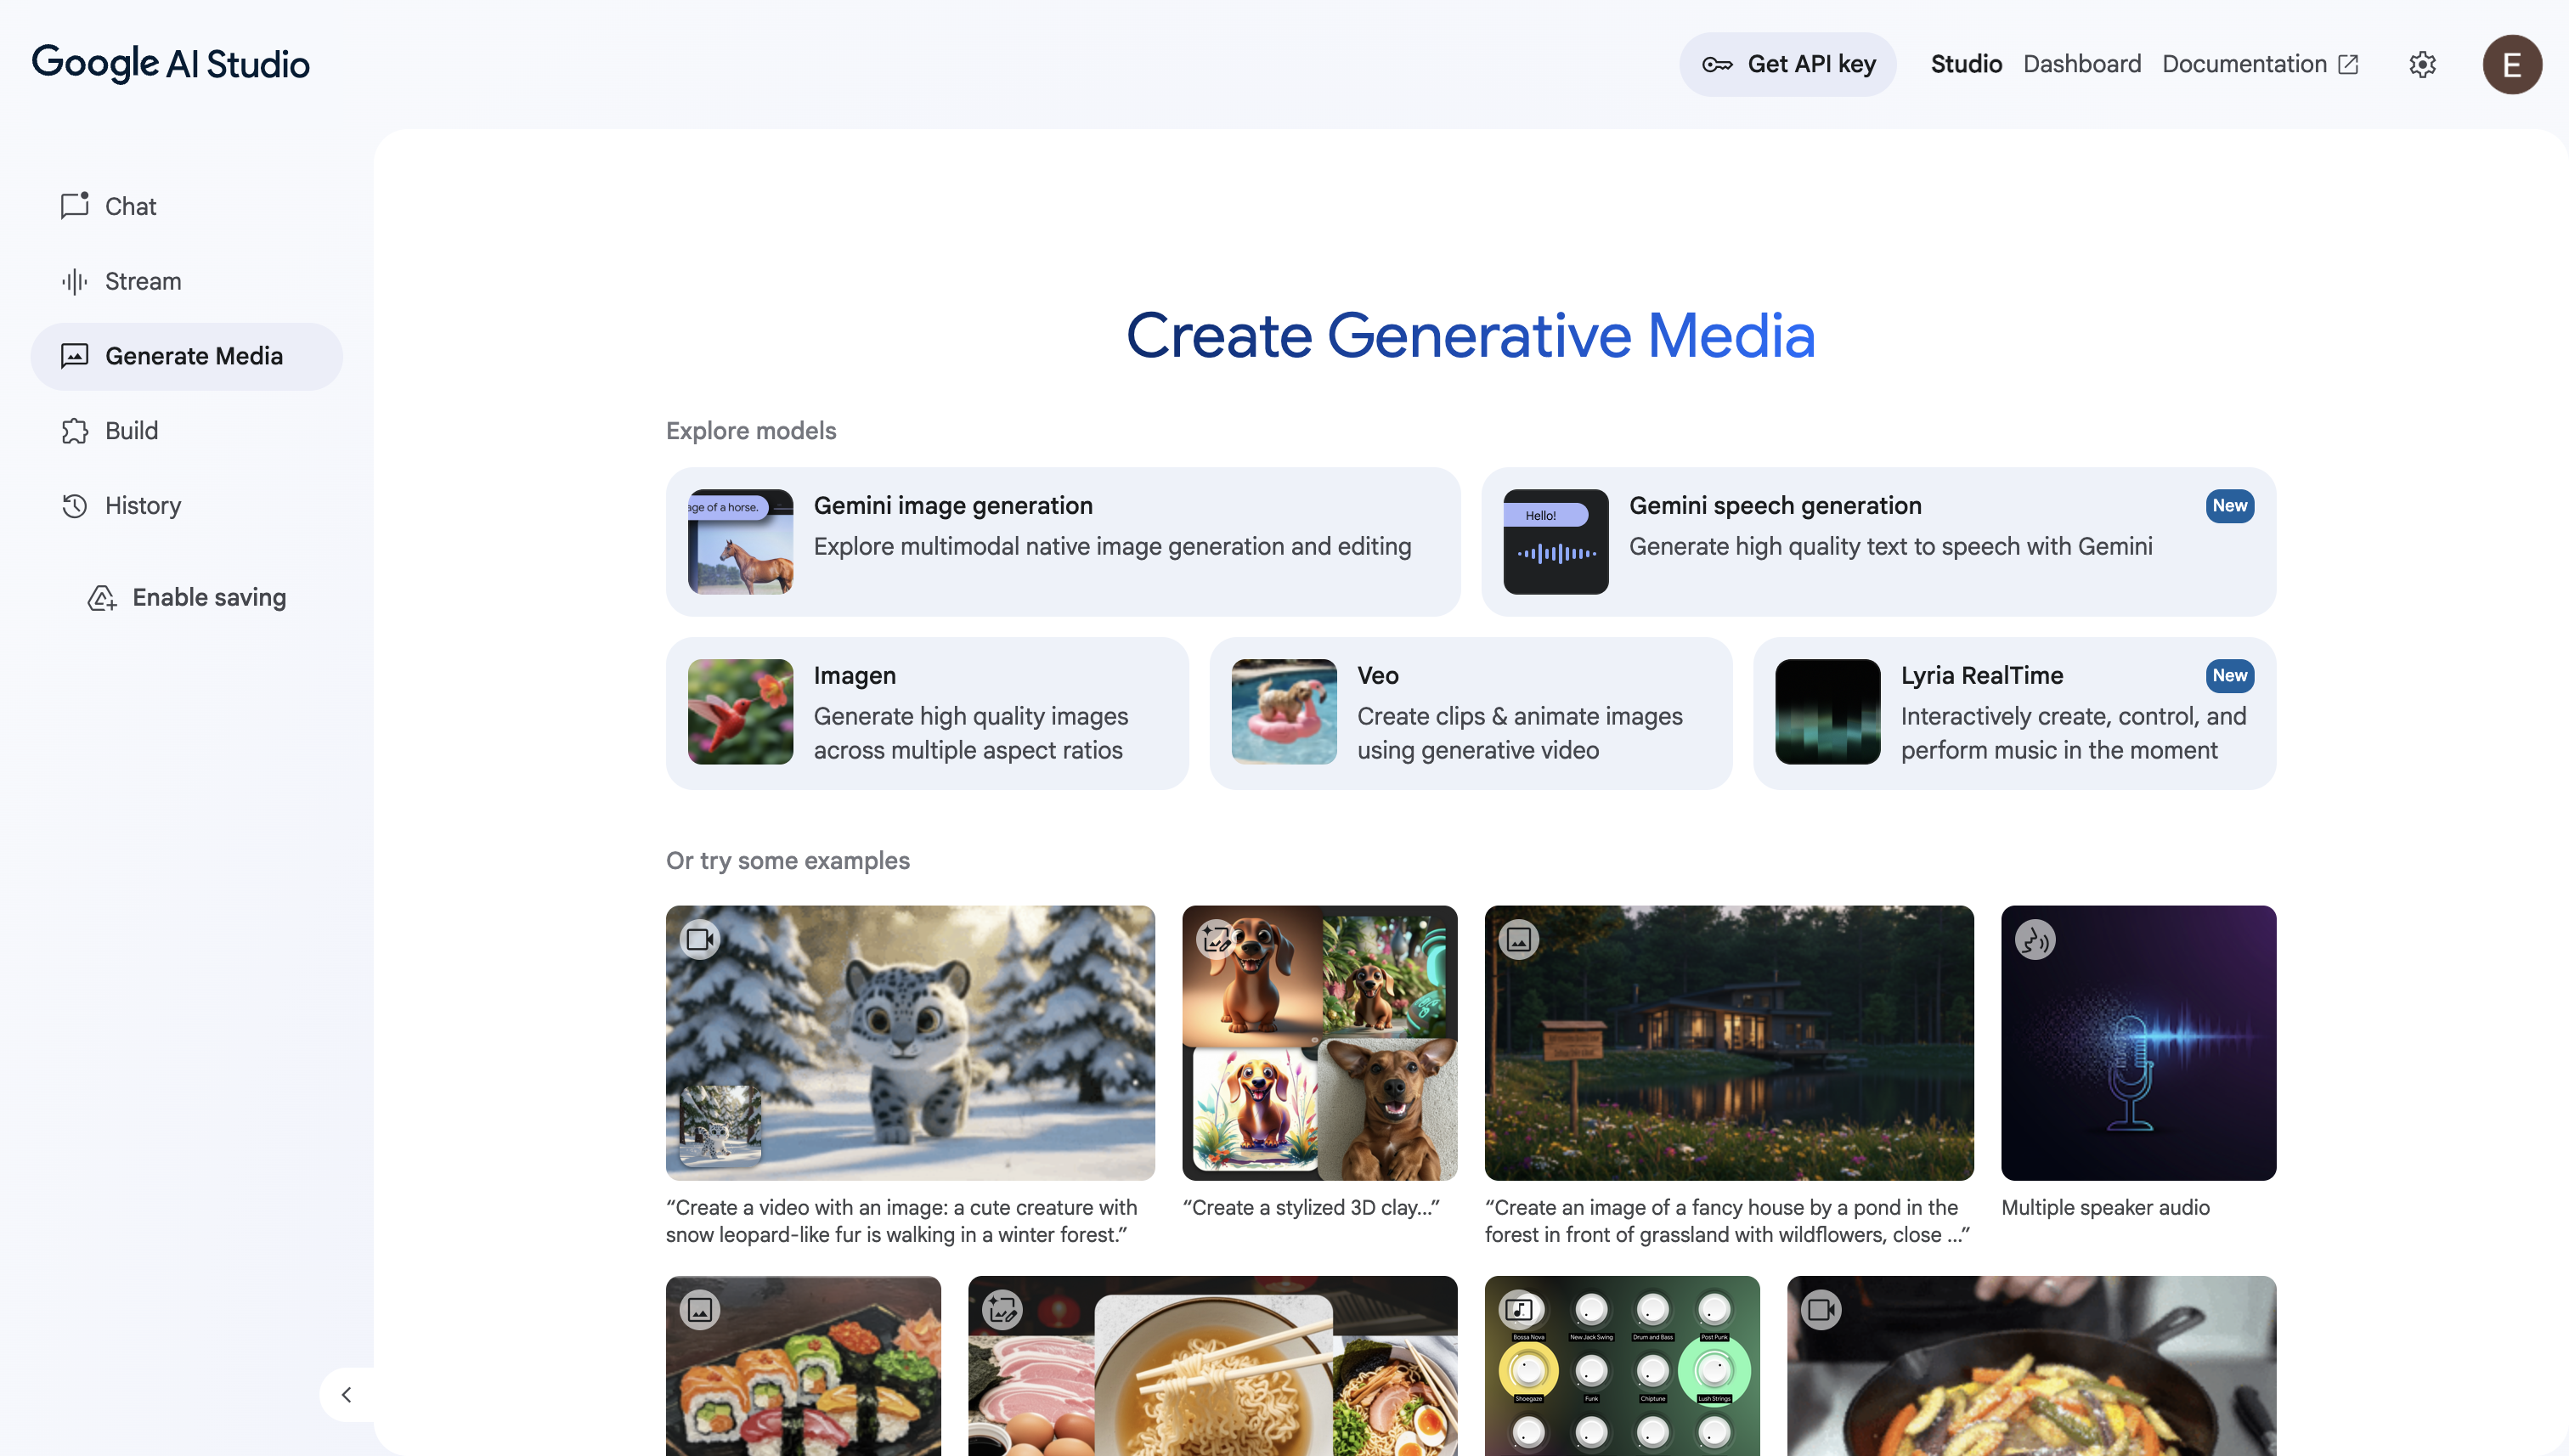 Google AI Studio
Get API key
Studio
Dashboard
Documentation
E
Chat
Stream
Generate Media
Build
History
Enable saving
Create Generative Media
Explore models
age of a horse.
Gemini image generation
Explore multimodal native image generation and editing
Hello!
Gemini speech generation
New
Generate high quality text to speech with Gemini
Imagen
Generate high quality images
across multiple aspect ratios
Veo
Create clips & animate images
using generative video
Lyria RealTime
New
Interactively create, control, and
perform music in the moment
Or try some examples
“Create a video with an image: a cute creature with
snow leopard-like fur is walking in a winter forest.”
“Create a stylized 3D clay...”
“Create an image of a fancy house by a pond in the
forest in front of grassland with wildflowers, close ...”
Multiple speaker audio
Bossa Nova
New Jack Swing
Drum and Bass
Post Punk
Shoegaze
Funk
Chiptune
Lush Strings